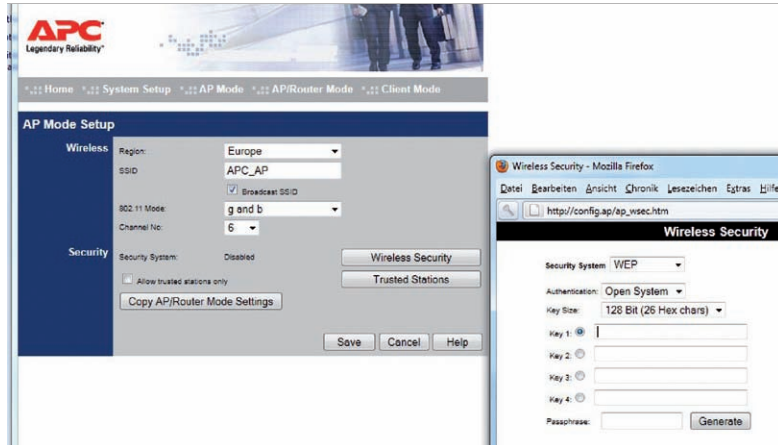 APC
Legendary Reliability®
Home System Setup AP Mode AP/Router Mode Client Mode
AP Mode Setup
Wireless
Region: Europe
SSID APC_AP
Broadcast SSID
802.11 Mode: g and b
Channel No: 6
Security
Security System: Disabled
Wireless Security
Allow trusted stations only
Trusted Stations
Copy AP/Router Mode Settings
Save Cancel Help
Wireless Security - Mozilla Firefox
Datei Bearbeiten Ansicht Chronik Lesezeichen Extras Hilfe
http://config.ap/ap_wsec.htm
Wireless Security
Security System WEP
Authentication: Open System
Key Size: 128 Bit (26 Hex chars)
Key 1:
Key 2:
Key 3:
Key 4:
Passphrase: Generate